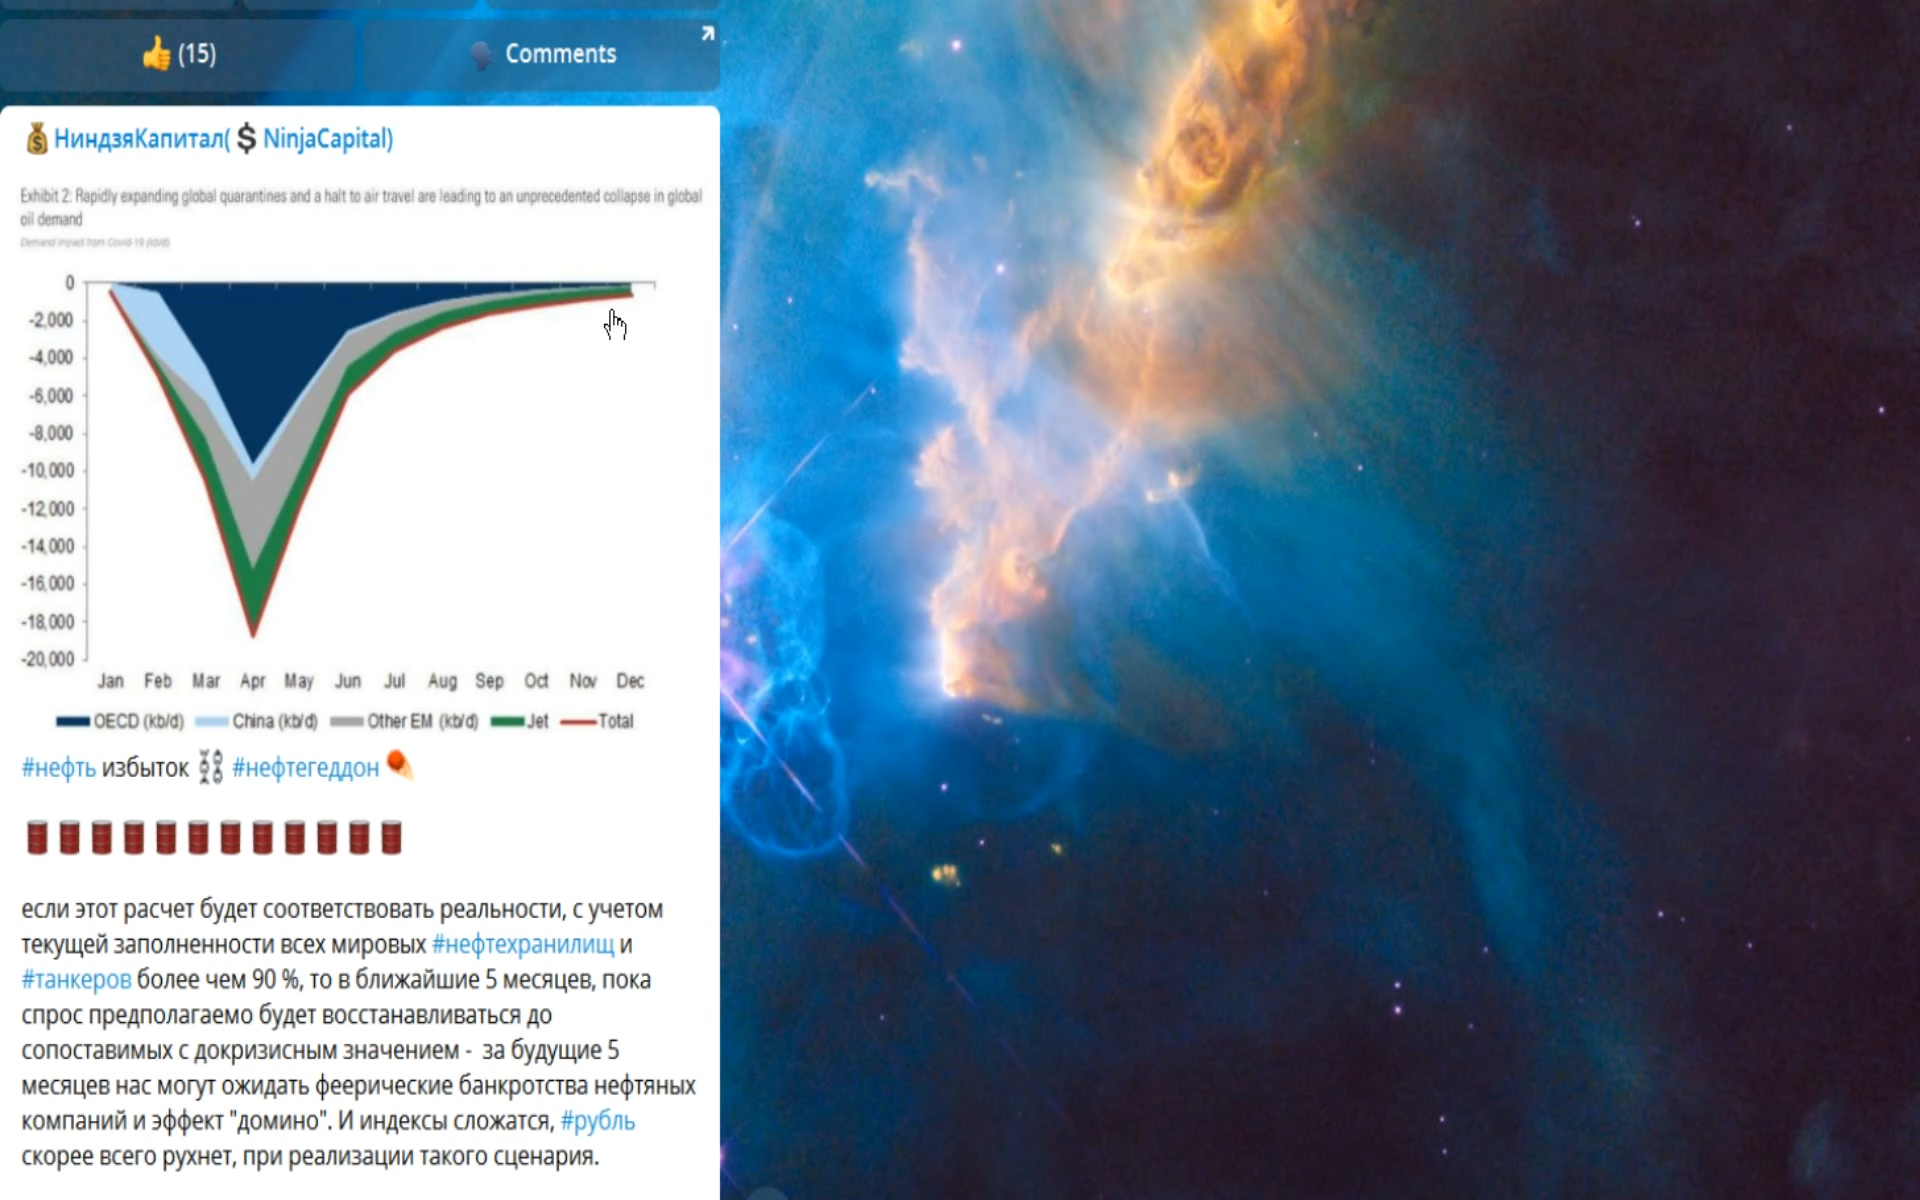 👍 (15)
🗣 Comments
💰 НиндзяКапитал( 💲 NinjaCapital)
Exhibit 2: Rapidly expanding global quarantines and a halt to air travel are leading to an unprecedented collapse in global
oil demand
Demand impact from Covid-19 (kb/d)
0
-2,000
-4,000
-6,000
-8,000
-10,000
-12,000
-14,000
-16,000
-18,000
-20,000
Jan Feb Mar Apr May Jun Jul Aug Sep Oct Nov Dec
OECD (kb/d) China (kb/d) Other EM (kb/d) Jet Total
#нефть избыток ⛓ #нефтегеддон ☄️
🛢🛢🛢🛢🛢🛢🛢🛢🛢🛢🛢🛢
если этот расчет будет соответствовать реальности, с учетом
текущей заполненности всех мировых #нефтехранилищ и
#танкеров более чем 90 %, то в ближайшие 5 месяцев, пока
спрос предполагаемо будет восстанавливаться до
сопоставимых с докризисным значением - за будущие 5
месяцев нас могут ожидать феерические банкротства нефтяных
компаний и эффект "домино". И индексы сложатся, #рубль
скорее всего рухнет, при реализации такого сценария.